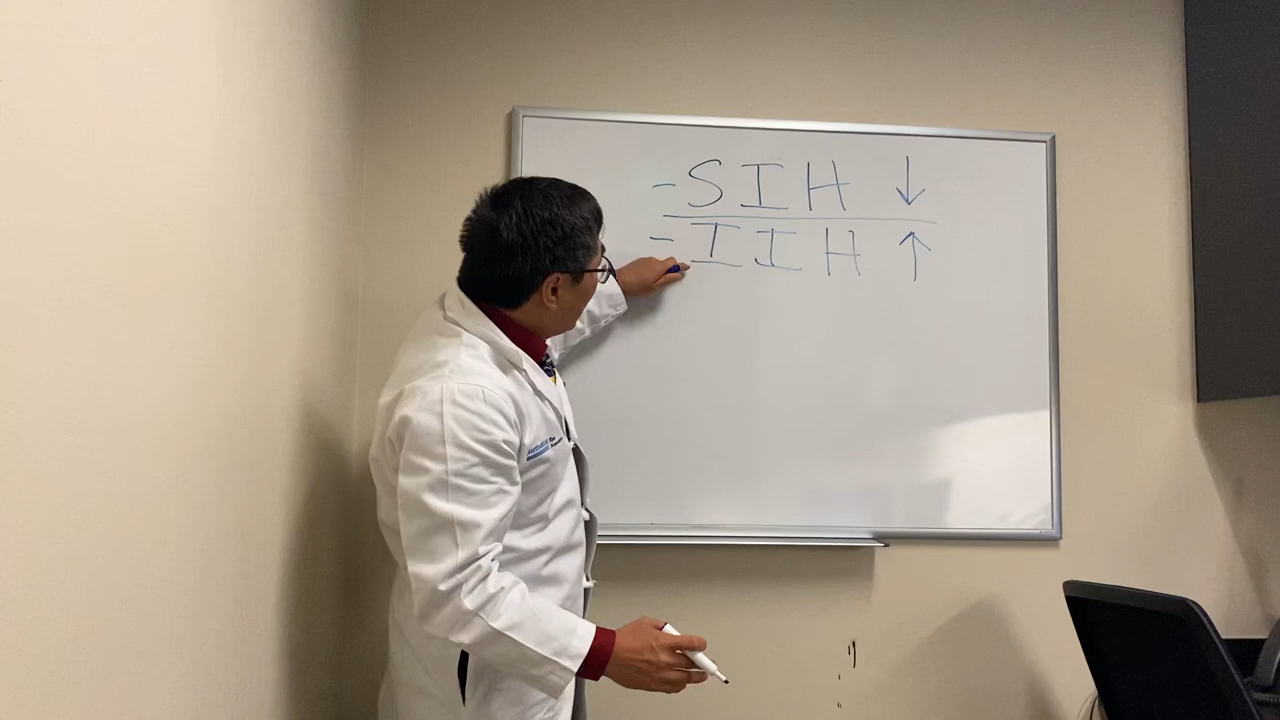 - SIH ↓
- IIH ↑